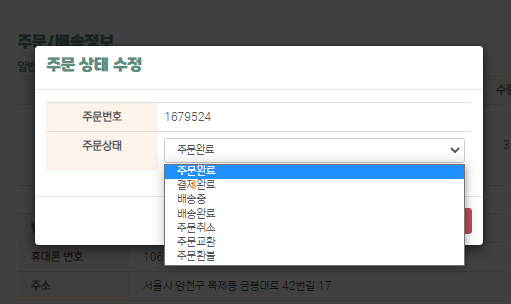 주문/배송정보
일반
수량
주문 상태 수정
주문번호 1679524
주문상태 주문완료
주문완료
결제완료
배송중
배송완료
주문취소
주문교환
주문환불
3
휴대폰 번호 106
주소 서울시 양천구 목제동 금붕대로 42번길 17